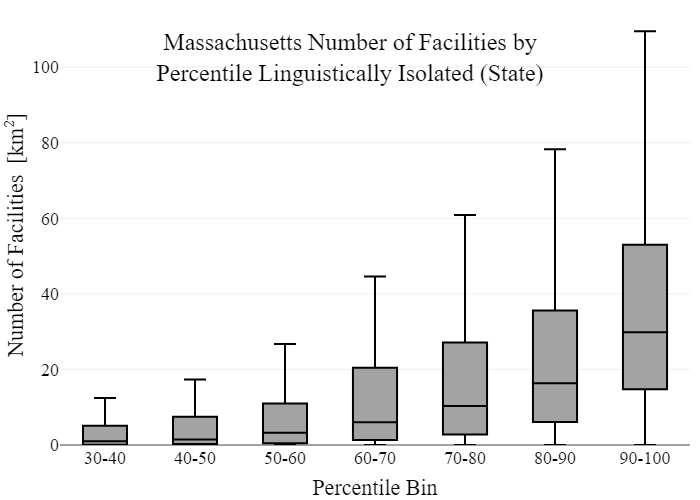 Massachusetts Number of Facilities by
Percentile Linguistically Isolated (State)
Number of Facilities [km²]
100
80
60
40
20
0
30-40 40-50 50-60 60-70 70-80 80-90 90-100
Percentile Bin